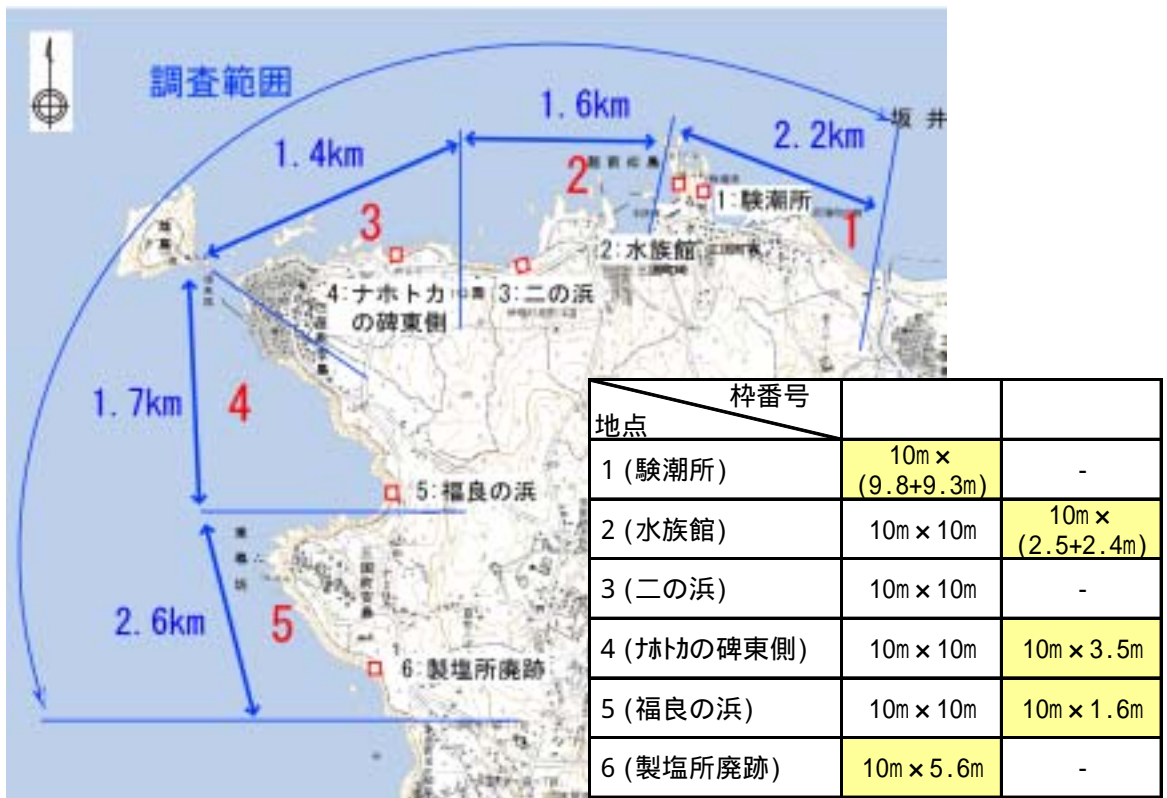 調査範囲
1.6km
坂井
1.4km
2.2km
2
1:験潮所
3
1
2:水族館
4:ナホトカ
の碑東側
3:二の浜
1.7km
4
5:福良の浜
2.6km
5
6:製塩所廃跡
枠番号
地点
1 (験潮所)
10m×
(9.8+9.3m)
-
2 (水族館)
10m×10m
10m×
(2.5+2.4m)
3 (二の浜)
10m×10m
-
4 (ナホトカの碑東側)
10m×10m
10m×3.5m
5 (福良の浜)
10m×10m
10m×1.6m
6 (製塩所廃跡)
10m×5.6m
-